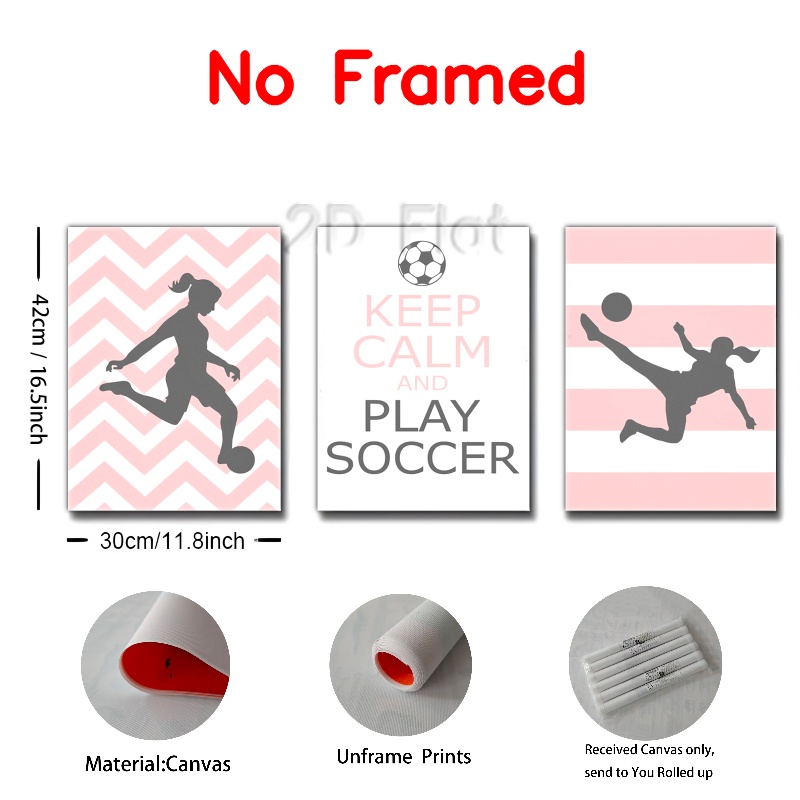 No Framed
2D Flat
42cm / 16.5inch
KEEP
CALM
AND
PLAY
SOCCER
30cm/11.8inch
Material:Canvas
Unframe Prints
Received Canvas only,
send to You Rolled up